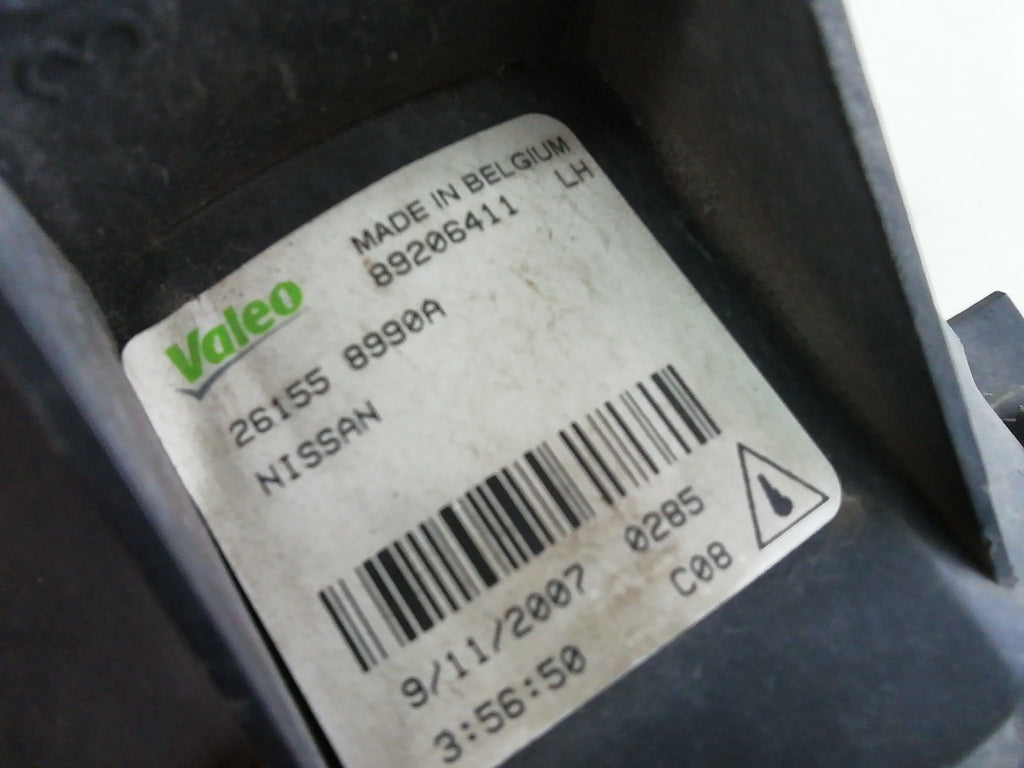 MADE IN BELGIUM
Valeo 89206411 LH
26155 8990A
NISSAN
9/11/2007 0285
3:56:50 C08